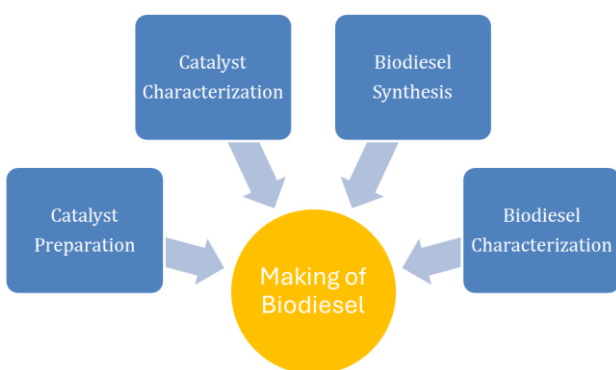 Catalyst
Characterization
Biodiesel
Synthesis
Catalyst
Preparation
Biodiesel
Characterization
Making of
Biodiesel